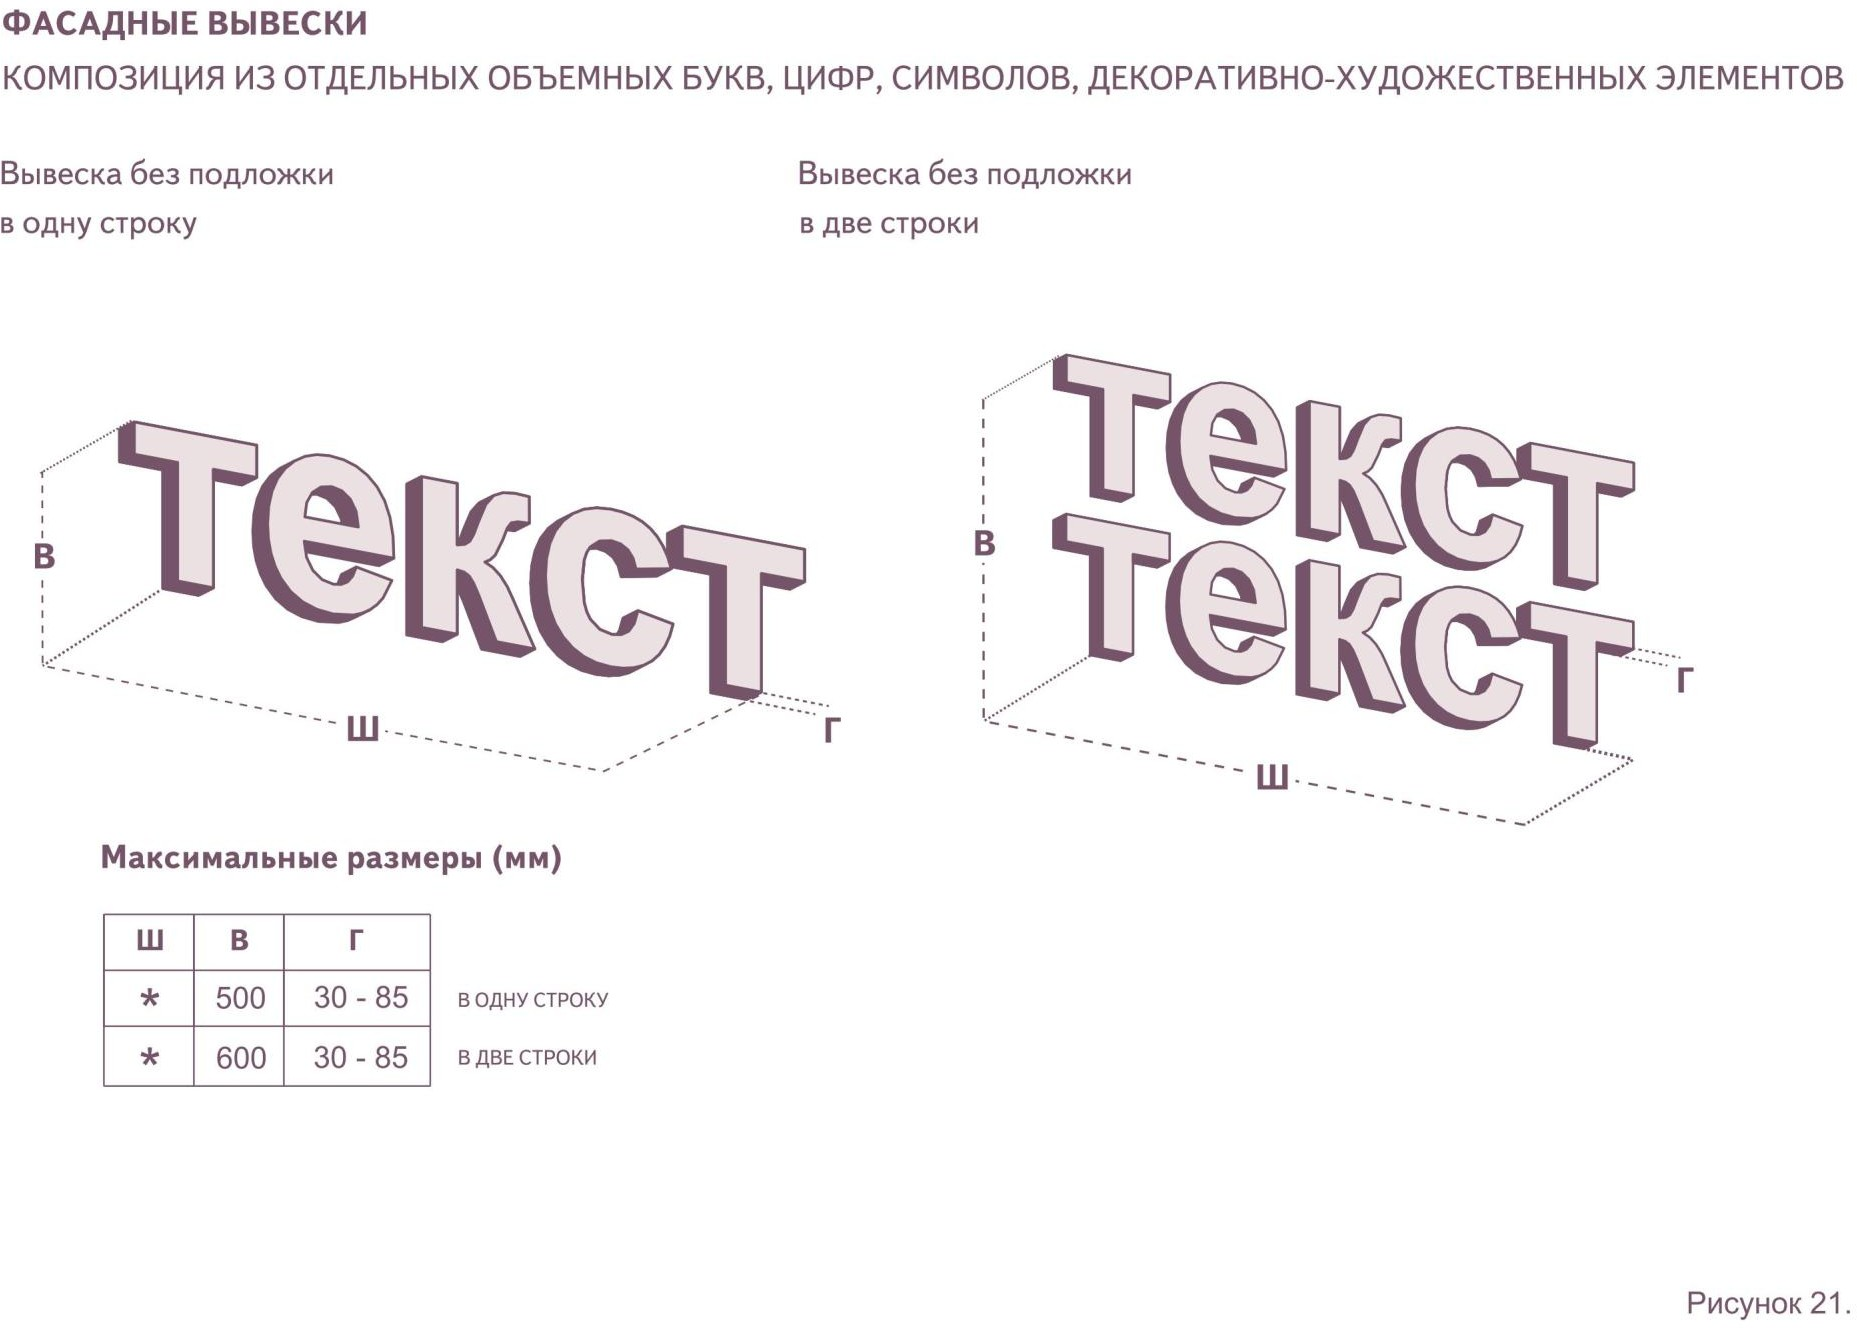 ФАСАДНЫЕ ВЫВЕСКИ
КОМПОЗИЦИЯ ИЗ ОТДЕЛЬНЫХ ОБЪЕМНЫХ БУКВ, ЦИФР, СИМВОЛОВ, ДЕКОРАТИВНО-ХУДОЖЕСТВЕННЫХ ЭЛЕМЕНТОВ
Вывеска без подложки
в одну строку
Вывеска без подложки
в две строки
текст
В
Ш
Г
текст
текст
В
Ш
Г
Максимальные размеры (мм)
Ш В Г
* 500 30 - 85 В ОДНУ СТРОКУ
* 600 30 - 85 В ДВЕ СТРОКИ
Рисунок 21.